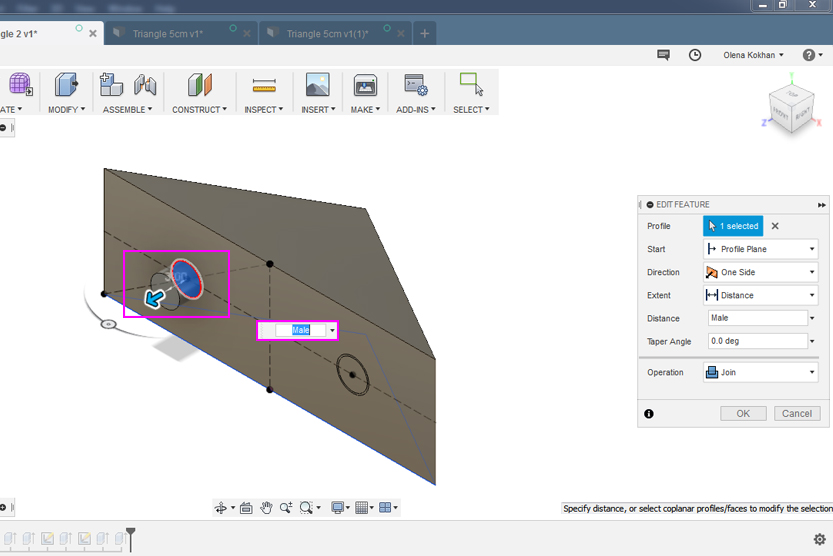 gle 2 v1*
Triangle 5cm v1*
Triangle 5cm v1(1)*
Olena Kokhan
ATE
MODIFY
ASSEMBLE
CONSTRUCT
INSPECT
INSERT
MAKE
ADD-INS
SELECT
TOP
FRONT
RIGHT
Z
X
Y
EDIT FEATURE
Profile
1 selected
Start
Profile Plane
Direction
One Side
Extent
Distance
Distance
Male
Taper Angle
0.0 deg
Operation
Join
OK
Cancel
Male
Specify distance, or select coplanar profiles/faces to modify the selection